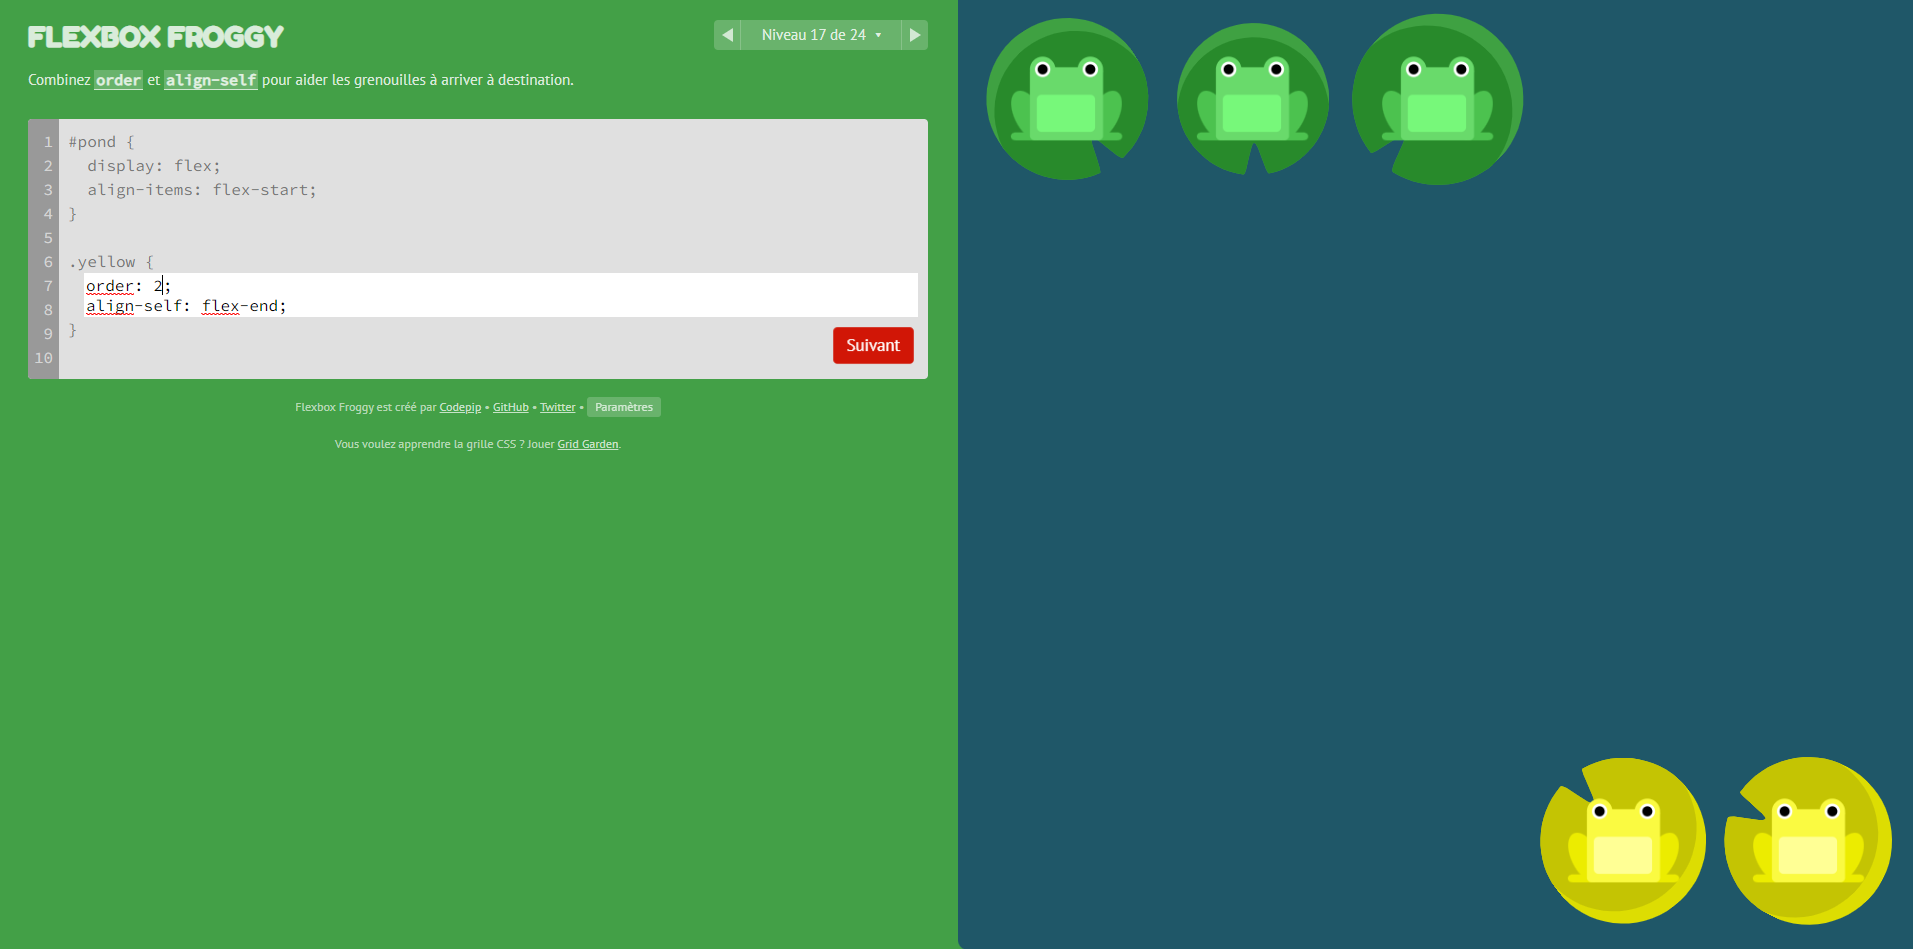 FLEXBOX FROGGY
Niveau 17 de 24
Combinez order et align-self pour aider les grenouilles à arriver à destination.
1 #pond {
2 display: flex;
3 align-items: flex-start;
4 }
5
6 .yellow {
7 order: 2;
8 align-self: flex-end;
9 }
10
Suivant
Flexbox Froggy est créé par Codepip • GitHub • Twitter • Paramètres
Vous voulez apprendre la grille CSS ? Jouer Grid Garden.